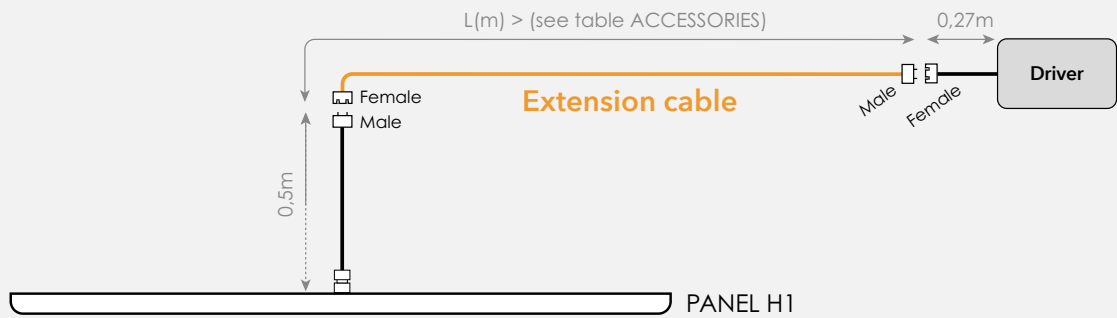 L(m) > (see table ACCESSORIES)
0,27m
Driver
Female
Male
Extension cable
Male
Female
0,5m
PANEL H1